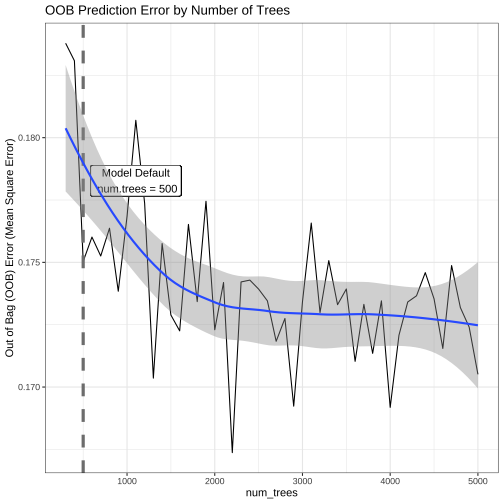 OOB Prediction Error by Number of Trees
Out of Bag (OOB) Error (Mean Square Error)
0.180
0.175
0.170
Model Default
num.trees = 500
1000 2000 3000 4000 5000
num_trees